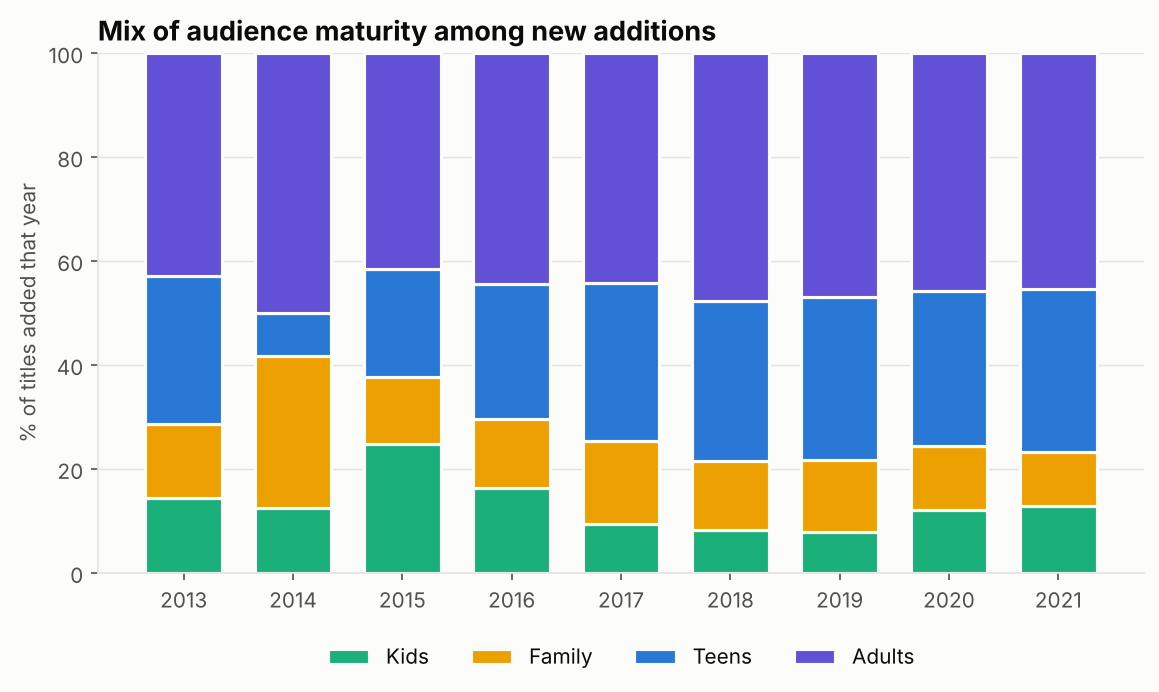 Mix of audience maturity among new additions
% of titles added that year
100
80
60
40
20
0
2013 2014 2015 2016 2017 2018 2019 2020 2021
Kids Family Teens Adults